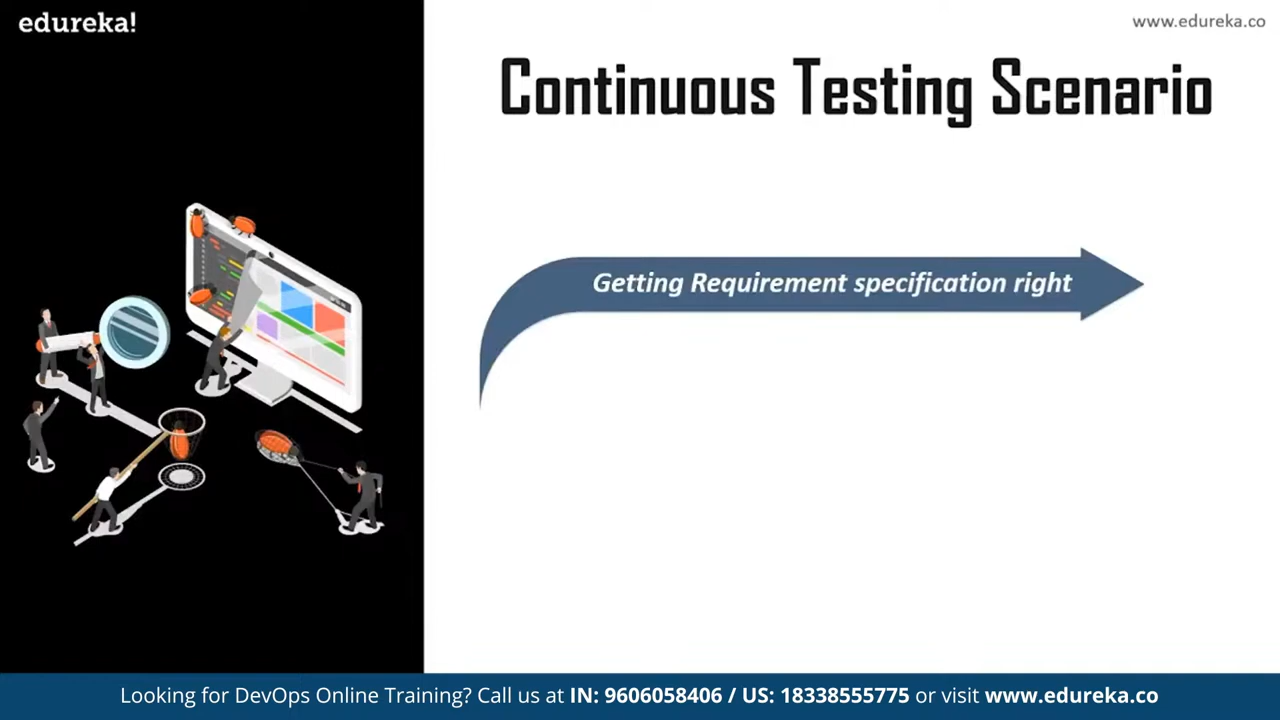 edureka!
www.edureka.co
Continuous Testing Scenario
Getting Requirement specification right
Looking for DevOps Online Training? Call us at IN: 9606058406 / US: 18338555775 or visit www.edureka.co